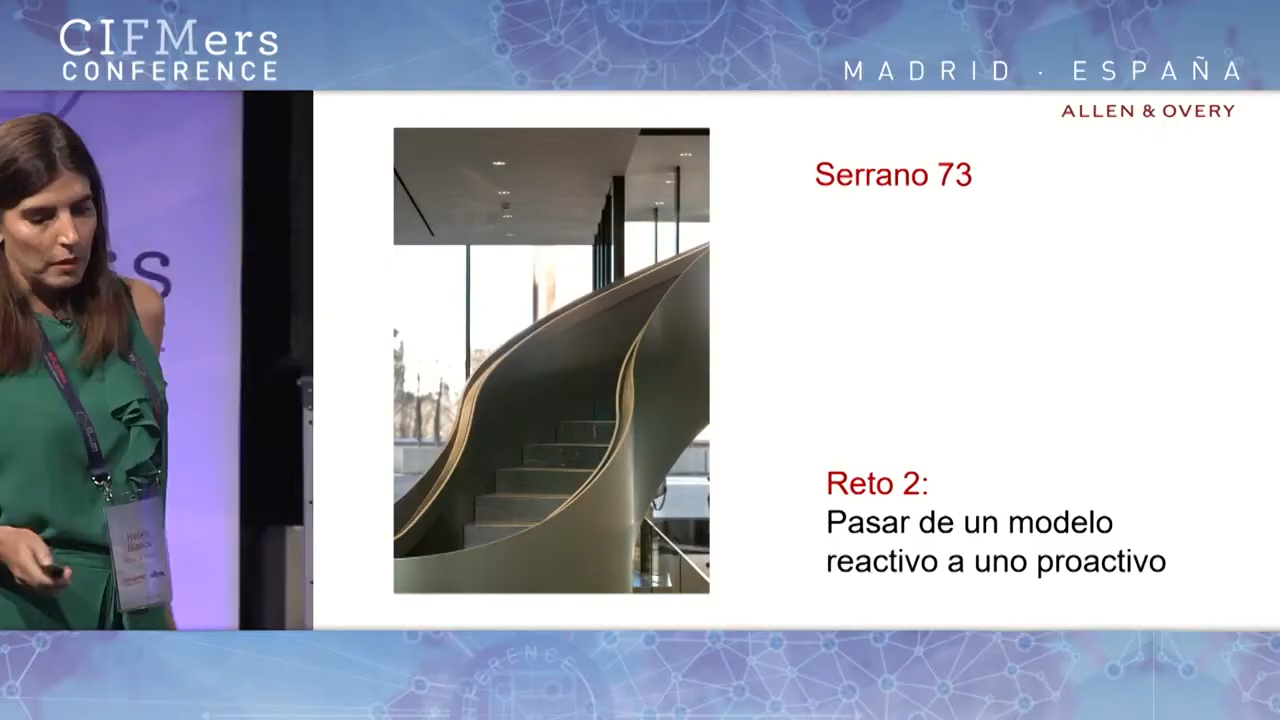 CIFMers
CONFERENCE
MADRID · ESPAÑA
ALLEN & OVERY
Serrano 73
Reto 2:
Pasar de un modelo
reactivo a uno proactivo